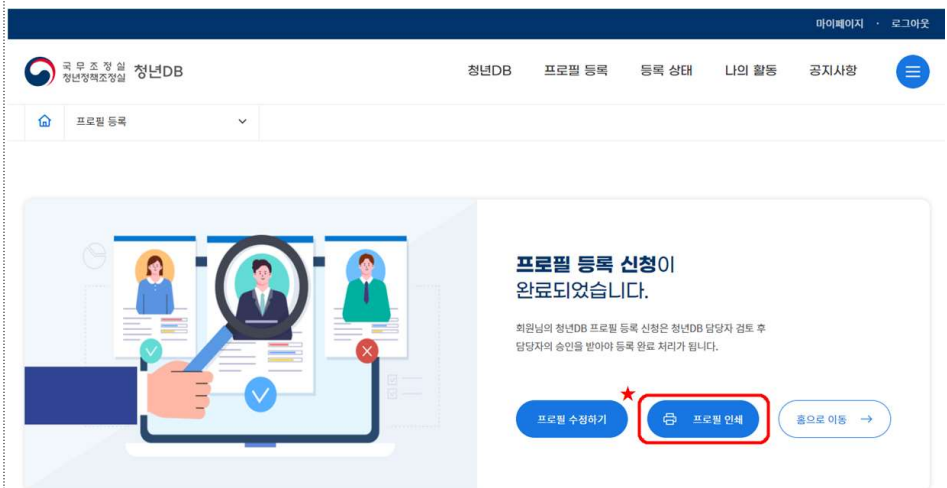 마이페이지 · 로그아웃
국 무 조 정 실
청년정책조정실
청년DB
청년DB 프로필 등록 등록 상태 나의 활동 공지사항
프로필 등록
프로필 등록 신청이
완료되었습니다.
회원님의 청년DB 프로필 등록 신청은 청년DB 담당자 검토 후
담당자의 승인을 받아야 등록 완료 처리가 됩니다.
프로필 수정하기 프로필 인쇄 홈으로 이동 →